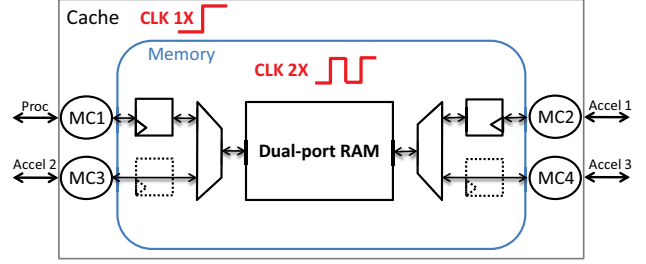 Cache CLK 1X
Memory
CLK 2X
Proc MC1 MC2 Accel 1
Dual-port RAM
Accel 2 MC3 MC4 Accel 3